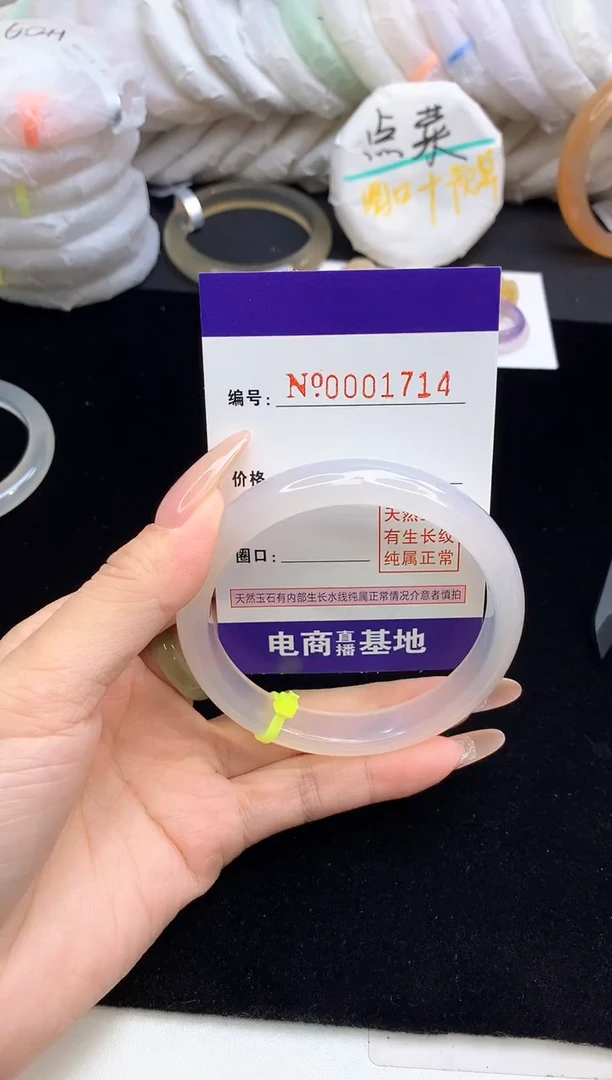 点菜
圈口十号
编号: Nº0001714
价格
天然
有生长纹
纯属正常
圈口:
天然玉石有内部生长水线纯属正常情况介意者慎拍
电商直播基地